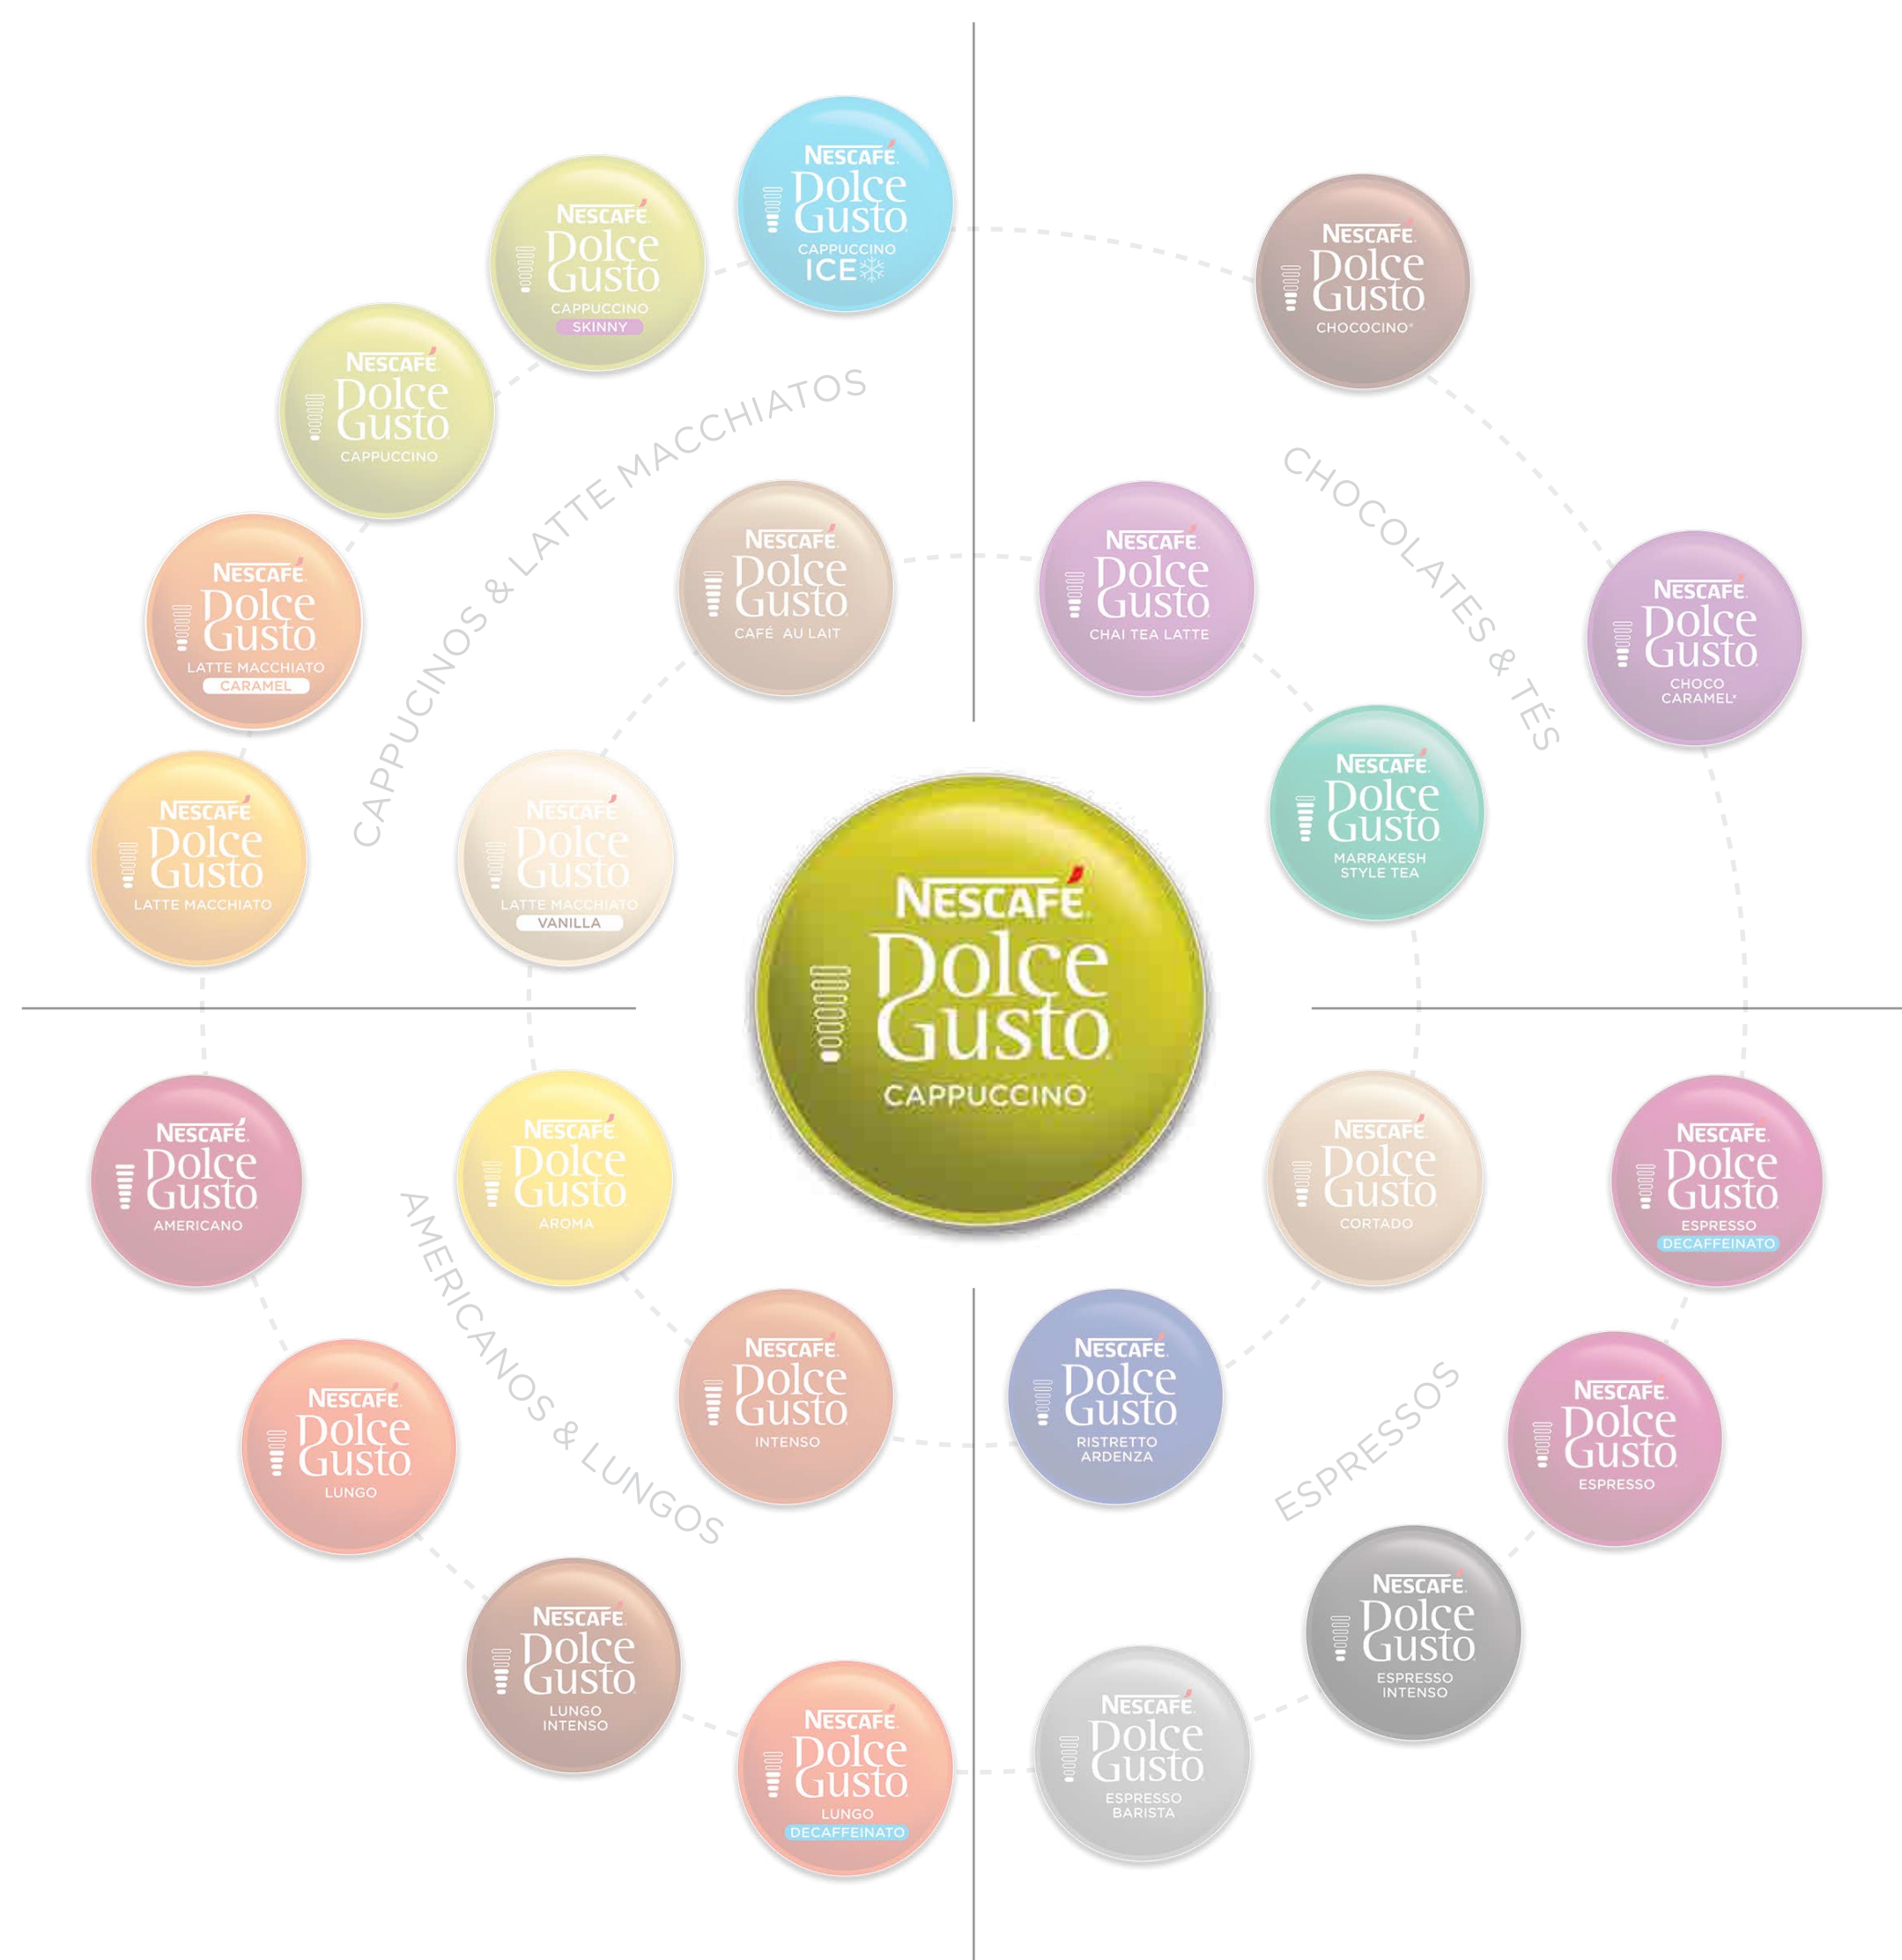 NESCAFÉ
Dolce
Gusto
CAPPUCCINO
ICE
NESCAFÉ
Dolce
Gusto
CAPPUCCINO
SKINNY
NESCAFÉ
Dolce
Gusto
CAPPUCCINO
NESCAFÉ
Dolce
Gusto
LATTE MACCHIATO
CARAMEL
NESCAFÉ
Dolce
Gusto
LATTE MACCHIATO
CAPPUCINOS & LATTE MACCHIATOS
NESCAFÉ
Dolce
Gusto
CAFÉ AU LAIT
NESCAFÉ
Dolce
Gusto
LATTE MACCHIATO
VANILLA
NESCAFÉ
Dolce
Gusto
CHOCOCINO®
NESCAFÉ
Dolce
Gusto
CHOCO
CARAMEL*
CHOCOLATES & TÉS
NESCAFÉ
Dolce
Gusto
CHAI TEA LATTE
NESCAFÉ
Dolce
Gusto
MARRAKESH
STYLE TEA
NESCAFÉ
Dolce
Gusto
CAPPUCCINO
NESCAFÉ
Dolce
Gusto
AMERICANO
NESCAFÉ
Dolce
Gusto
AROMA
AMERICANOS & LUNGOS
NESCAFÉ
Dolce
Gusto
INTENSO
NESCAFÉ
Dolce
Gusto
LUNGO
NESCAFÉ
Dolce
Gusto
LUNGO
INTENSO
NESCAFÉ
Dolce
Gusto
LUNGO
DECAFFEINATO
NESCAFÉ
Dolce
Gusto
CORTADO
NESCAFÉ
Dolce
Gusto
ESPRESSO
DECAFFEINATO
NESCAFÉ
Dolce
Gusto
RISTRETTO
ARDENZA
ESPRESSOS
NESCAFÉ
Dolce
Gusto
ESPRESSO
NESCAFÉ
Dolce
Gusto
ESPRESSO
INTENSO
NESCAFÉ
Dolce
Gusto
ESPRESSO
BARISTA